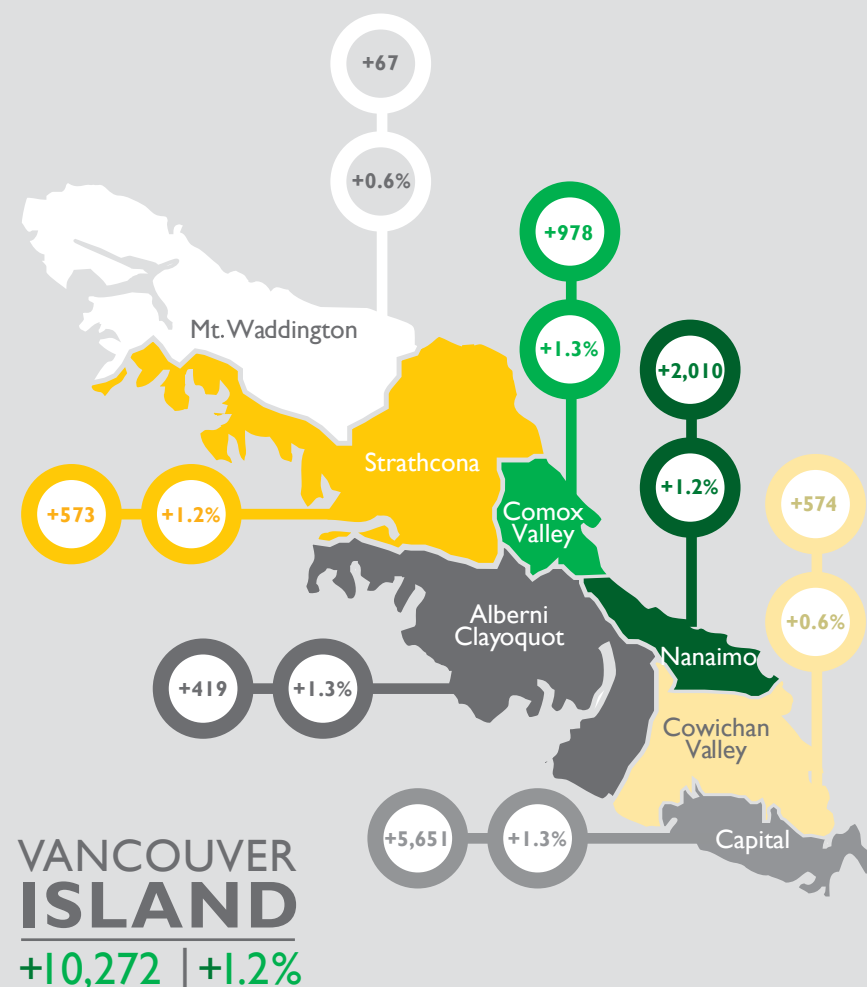 +67
+0.6%
+978
+1.3%
Mt. Waddington
+2,010
+1.2%
Strathcona
+573
+1.2%
Comox
Valley
+574
+0.6%
Alberni
Clayoquot
Nanaimo
+419
+1.3%
Cowichan
Valley
+5,651
+1.3%
Capital
VANCOUVER
ISLAND
+10,272 | +1.2%